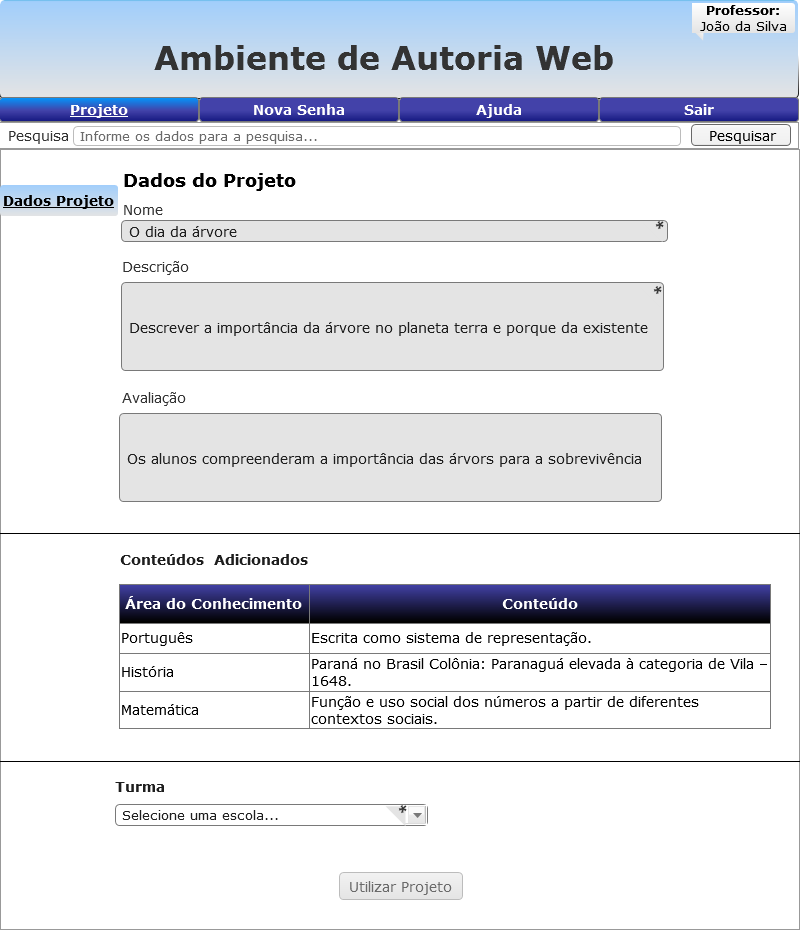 Professor:
João da Silva
Ambiente de Autoria Web
Projeto Nova Senha Ajuda Sair
Pesquisa Informe os dados para a pesquisa... Pesquisar
Dados do Projeto
Dados Projeto
Nome
O dia da árvore *
Descrição
*
Descrever a importância da árvore no planeta terra e porque da existente
Avaliação
Os alunos compreenderam a importância das árvors para a sobrevivência
Conteúdos Adicionados
Área do Conhecimento Conteúdo
Português Escrita como sistema de representação.
História Paraná no Brasil Colônia: Paranaguá elevada à categoria de Vila –
1648.
Matemática Função e uso social dos números a partir de diferentes
contextos sociais.
Turma
Selecione uma escola... *
Utilizar Projeto